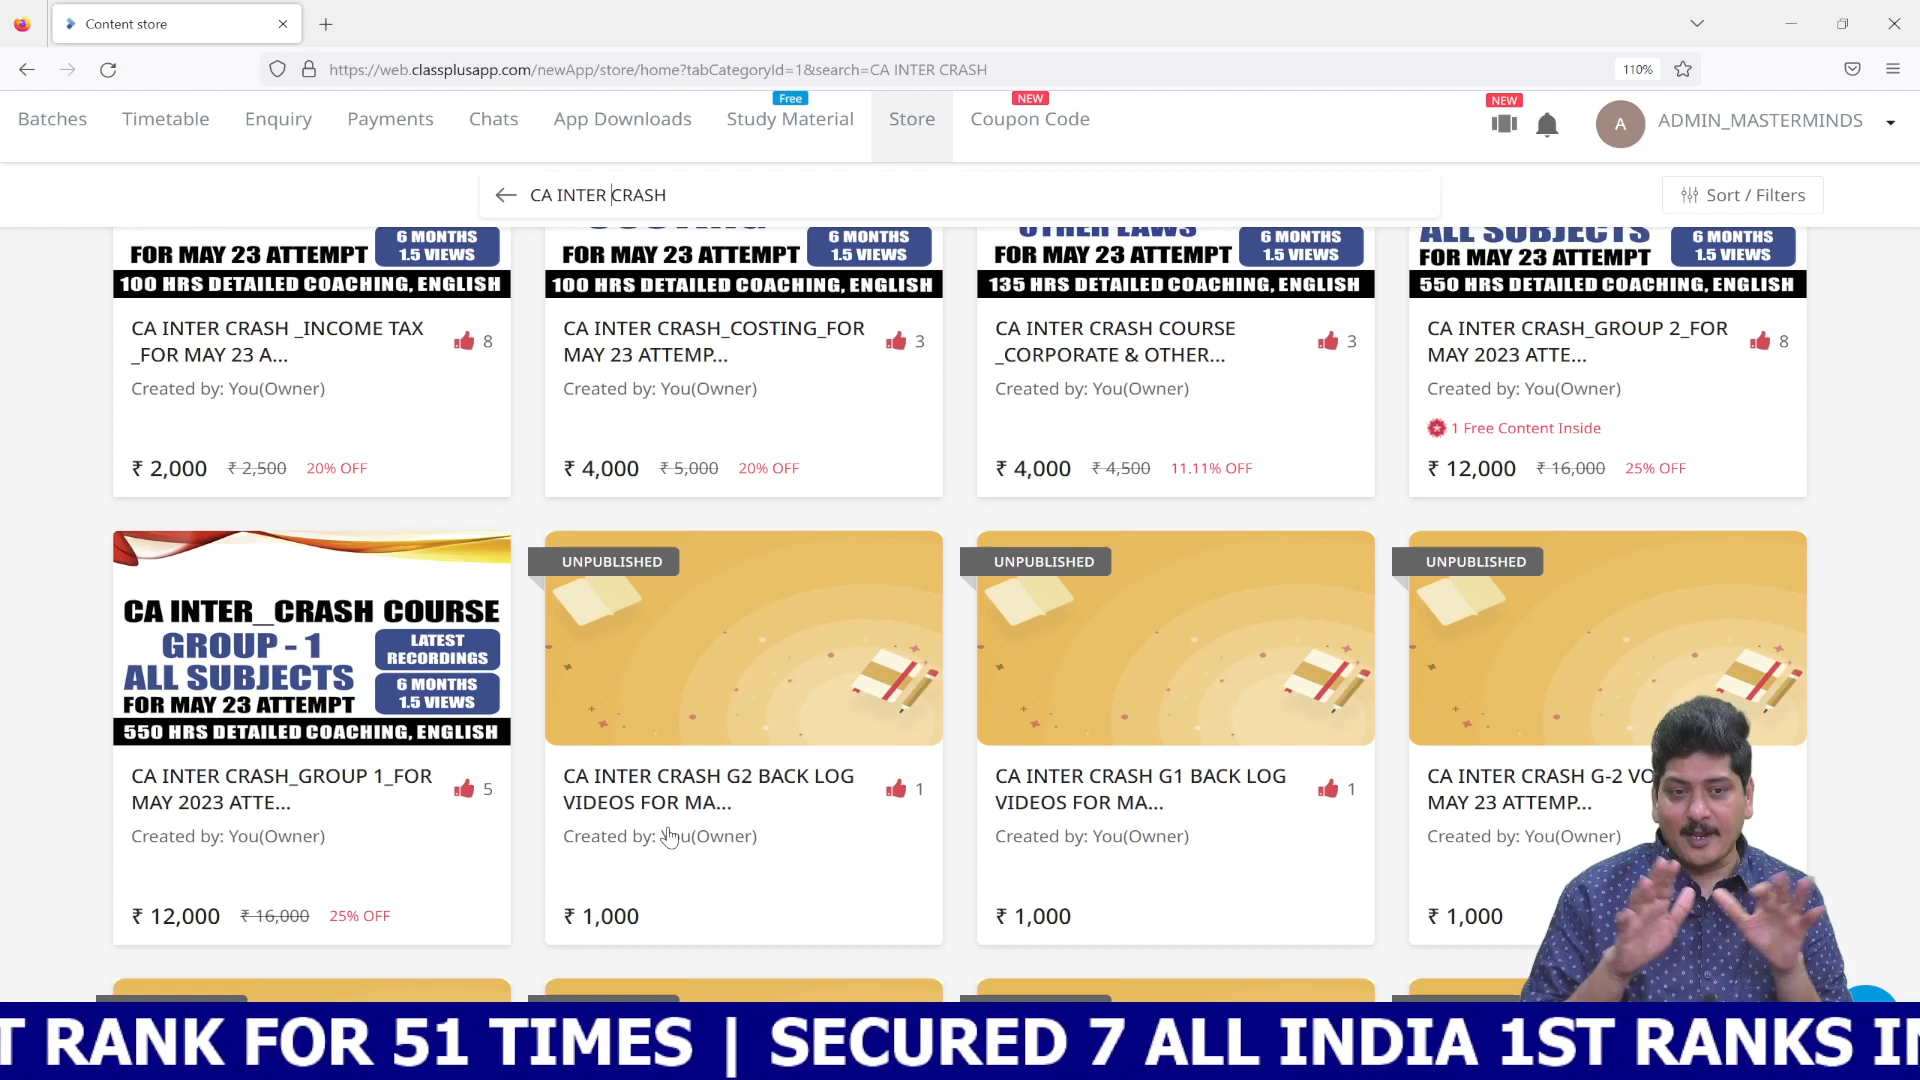 Content store
https://web.classplusapp.com/newApp/store/home?tabCategoryId=1&search=CA INTER CRASH
110%
Batches
Timetable
Enquiry
Payments
Chats
App Downloads
Free
Study Material
Store
NEW
Coupon Code
NEW
A
ADMIN_MASTERMINDS
CA INTER CRASH
Sort / Filters
FOR MAY 23 ATTEMPT
6 MONTHS
1.5 VIEWS
100 HRS DETAILED COACHING, ENGLISH
CA INTER CRASH _INCOME TAX
_FOR MAY 23 A...
8
Created by: You(Owner)
₹ 2,000 ₹ 2,500 20% OFF
FOR MAY 23 ATTEMPT
6 MONTHS
1.5 VIEWS
100 HRS DETAILED COACHING, ENGLISH
CA INTER CRASH_COSTING_FOR
MAY 23 ATTEMP...
3
Created by: You(Owner)
₹ 4,000 ₹ 5,000 20% OFF
OTHER LAWS
FOR MAY 23 ATTEMPT
6 MONTHS
1.5 VIEWS
135 HRS DETAILED COACHING, ENGLISH
CA INTER CRASH COURSE
_CORPORATE & OTHER...
3
Created by: You(Owner)
₹ 4,000 ₹ 4,500 11.11% OFF
ALL SUBJECTS
FOR MAY 23 ATTEMPT
6 MONTHS
1.5 VIEWS
550 HRS DETAILED COACHING, ENGLISH
CA INTER CRASH_GROUP 2_FOR
MAY 2023 ATTE...
8
Created by: You(Owner)
1 Free Content Inside
₹ 12,000 ₹ 16,000 25% OFF
CA INTER_CRASH COURSE
GROUP - 1
ALL SUBJECTS
FOR MAY 23 ATTEMPT
LATEST
RECORDINGS
6 MONTHS
1.5 VIEWS
550 HRS DETAILED COACHING, ENGLISH
CA INTER CRASH_GROUP 1_FOR
MAY 2023 ATTE...
5
Created by: You(Owner)
₹ 12,000 ₹ 16,000 25% OFF
UNPUBLISHED
CA INTER CRASH G2 BACK LOG
VIDEOS FOR MA...
1
Created by: You(Owner)
₹ 1,000
UNPUBLISHED
CA INTER CRASH G1 BACK LOG
VIDEOS FOR MA...
1
Created by: You(Owner)
₹ 1,000
UNPUBLISHED
CA INTER CRASH G-2 VO
MAY 23 ATTEMP...
Created by: You(Owner)
₹ 1,000
T RANK FOR 51 TIMES | SECURED 7 ALL INDIA 1ST RANKS IN